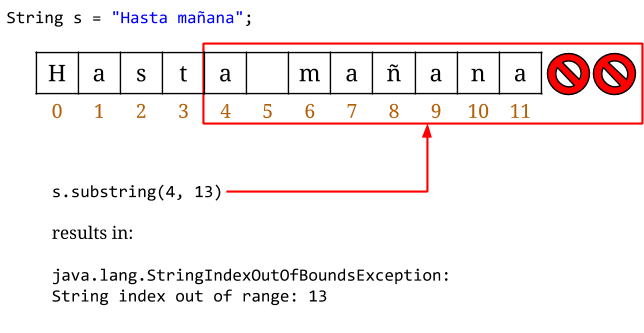 String s = "Hasta mañana";
H a s t a m a ñ a n a
0 1 2 3 4 5 6 7 8 9 10 11
s.substring(4, 13)
results in:
java.lang.StringIndexOutOfBoundsException:
String index out of range: 13